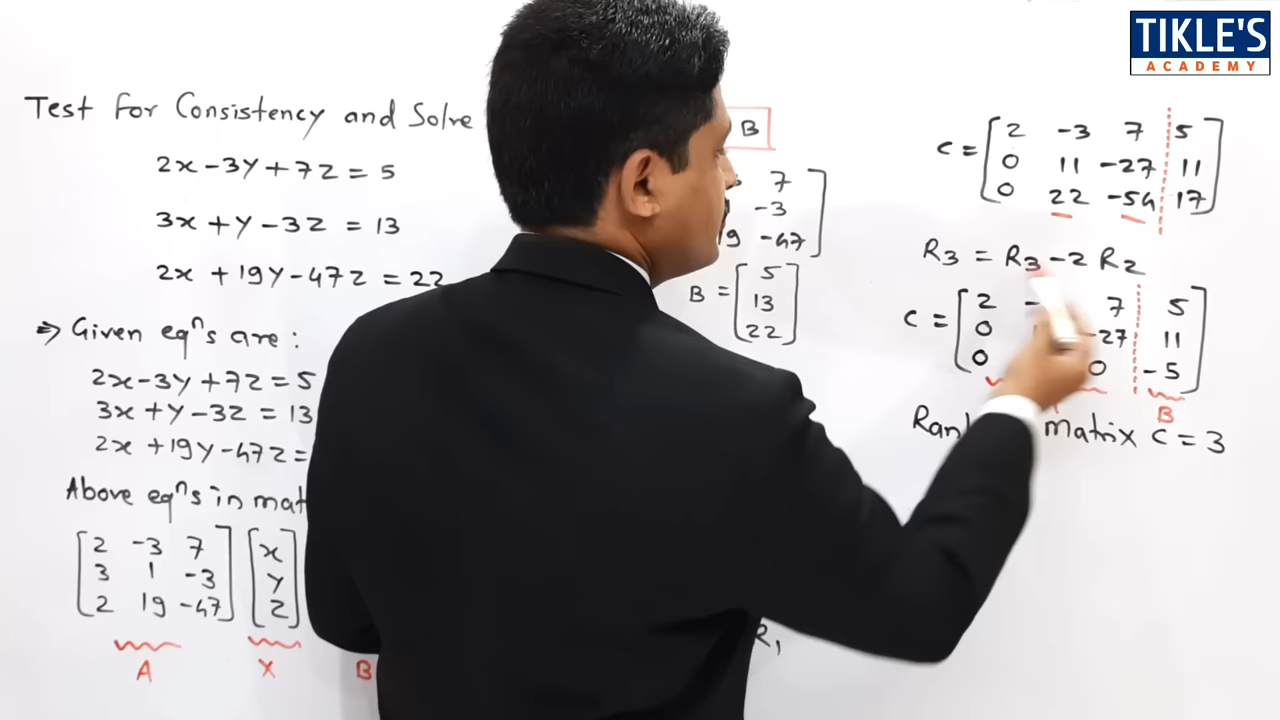 TIKLE'S
ACADEMY
Test for Consistency and Solve
2x-3y+7z=5
3x+y-3z=13
2x+19y-47z=22
⇒ Given eqⁿs are:
2x-3y+7z=5
3x+y-3z=13
2x+19y-47z=
Above eqⁿs in
2 -3 7 x
3 1 -3 y
2 19 -47 z
A X B
B
7
-3
-47
B = 5
13
22
R₁
C = 2 -3 7 5
0 11 -27 11
0 22 -54 17
R3 = R3-2 R2
C = 2 7 5
0 -27 11
0 0 -5
B
matrix C=3